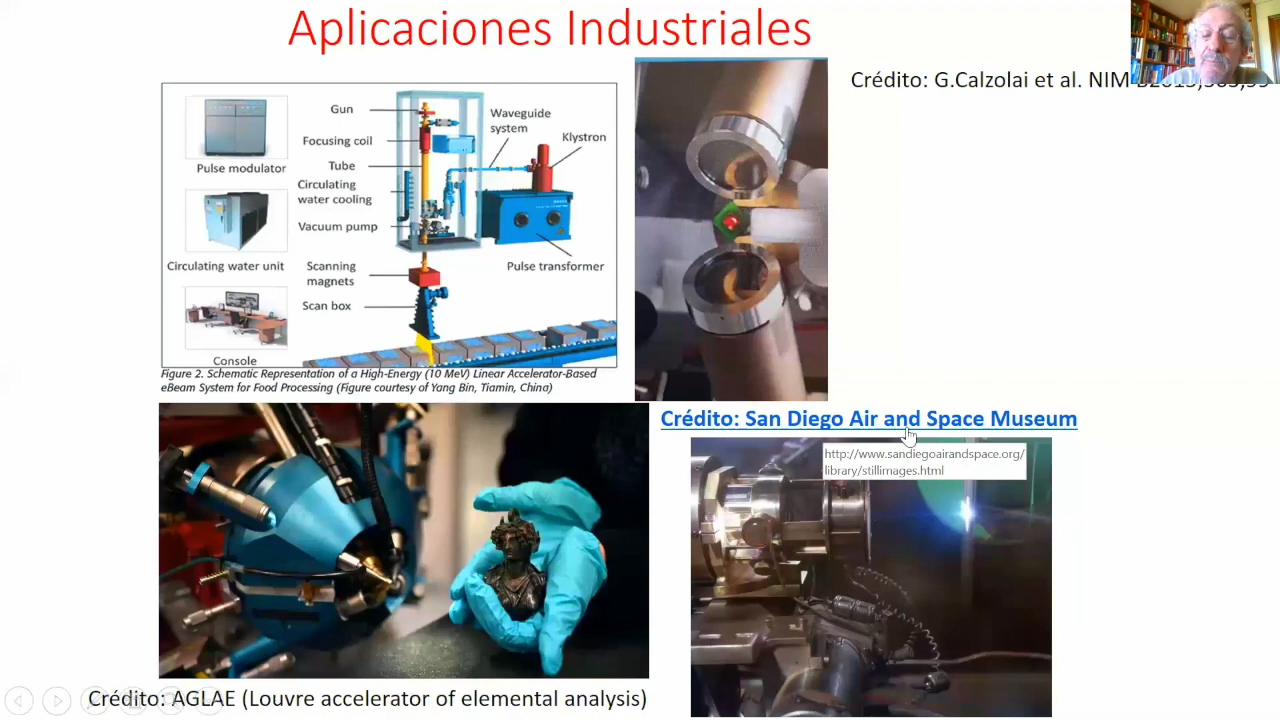 Aplicaciones Industriales
Crédito: G.Calzolai et al. NIM
Gun
Focusing coil
Tube
Circulating
water cooling
Vacuum pump
Scanning
magnets
Scan box
Waveguide
system
Klystron
Pulse transformer
Pulse modulator
Circulating water unit
Console
Figure 2. Schematic Representation of a High-Energy (10 MeV) Linear Accelerator-Based
eBeam System for Food Processing (Figure courtesy of Yang Bin, Tiamin, China)
Crédito: San Diego Air and Space Museum
http://www.sandiegoairandspace.org/
library/stillimages.html
Crédito: AGLAE (Louvre accelerator of elemental analysis)